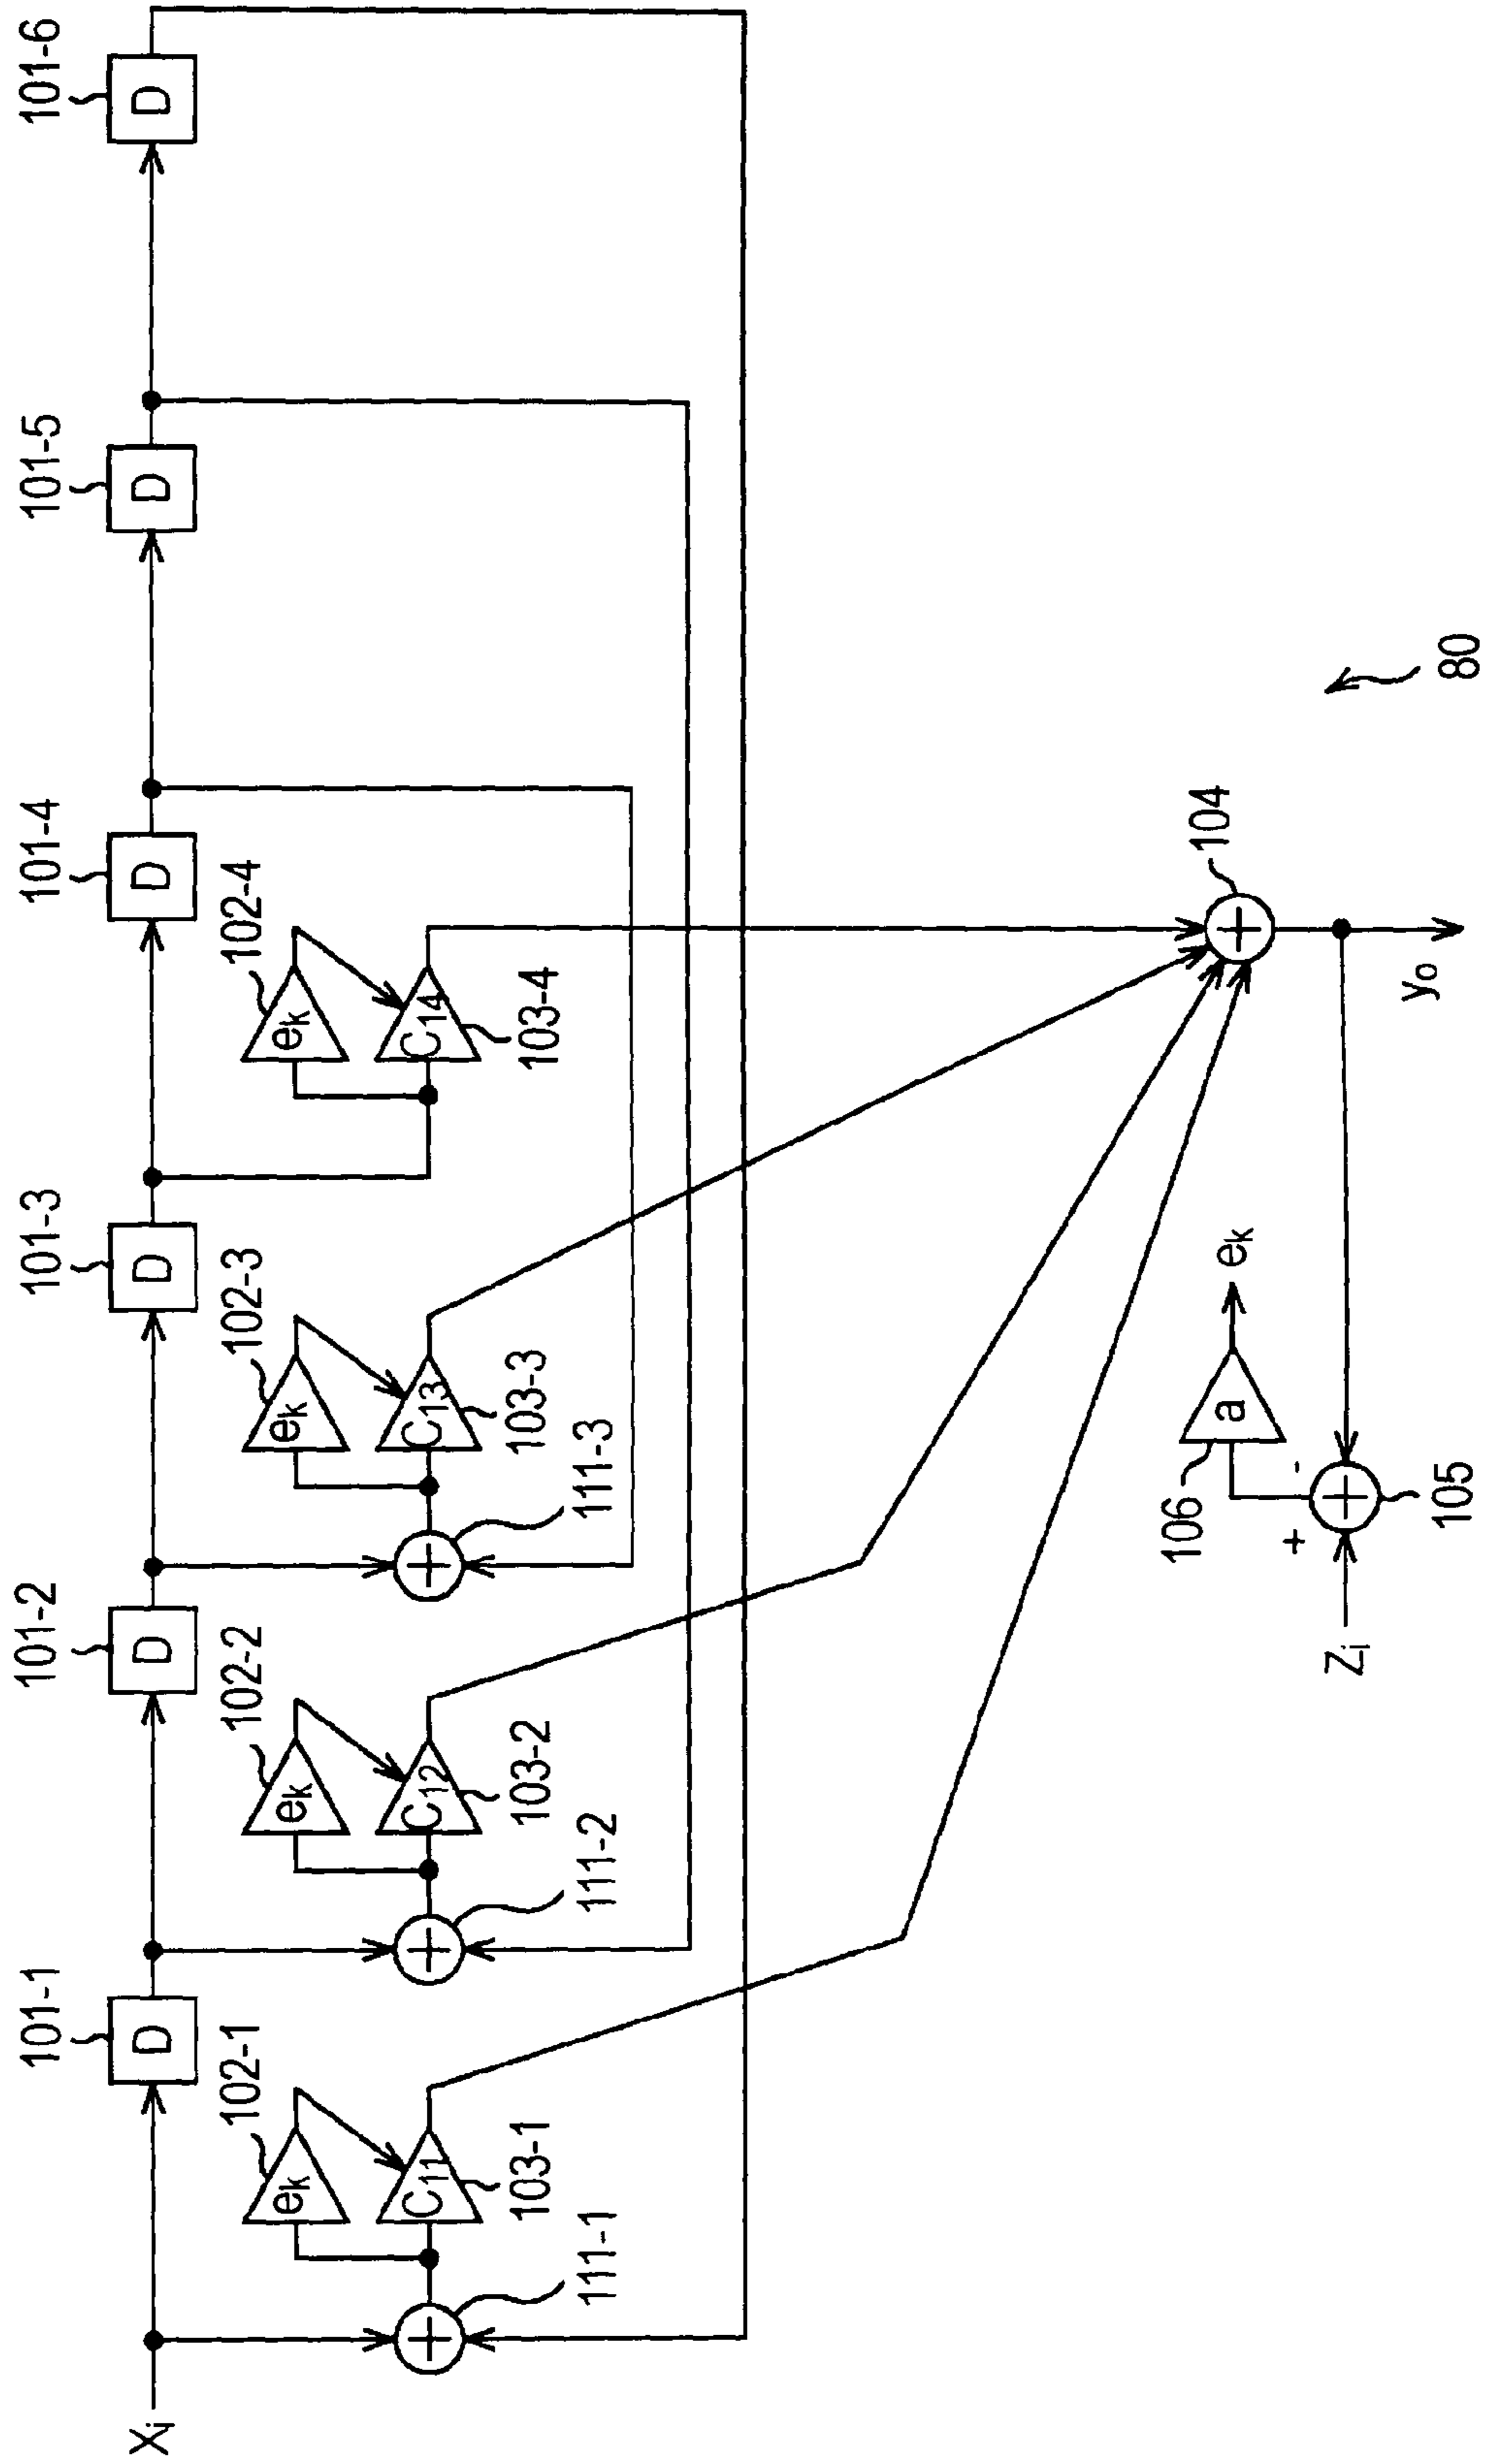 101-1 101-2 101-3 101-4 101-5 101-6
Xi D D D D D D
102-1 102-2 102-3 102-4
ek ek ek ek
C11 C12 C13 C14
103-1 103-2 103-3 103-4
111-1 111-2 111-3
106 a ek 104
+ -
Zi
105
yo
80